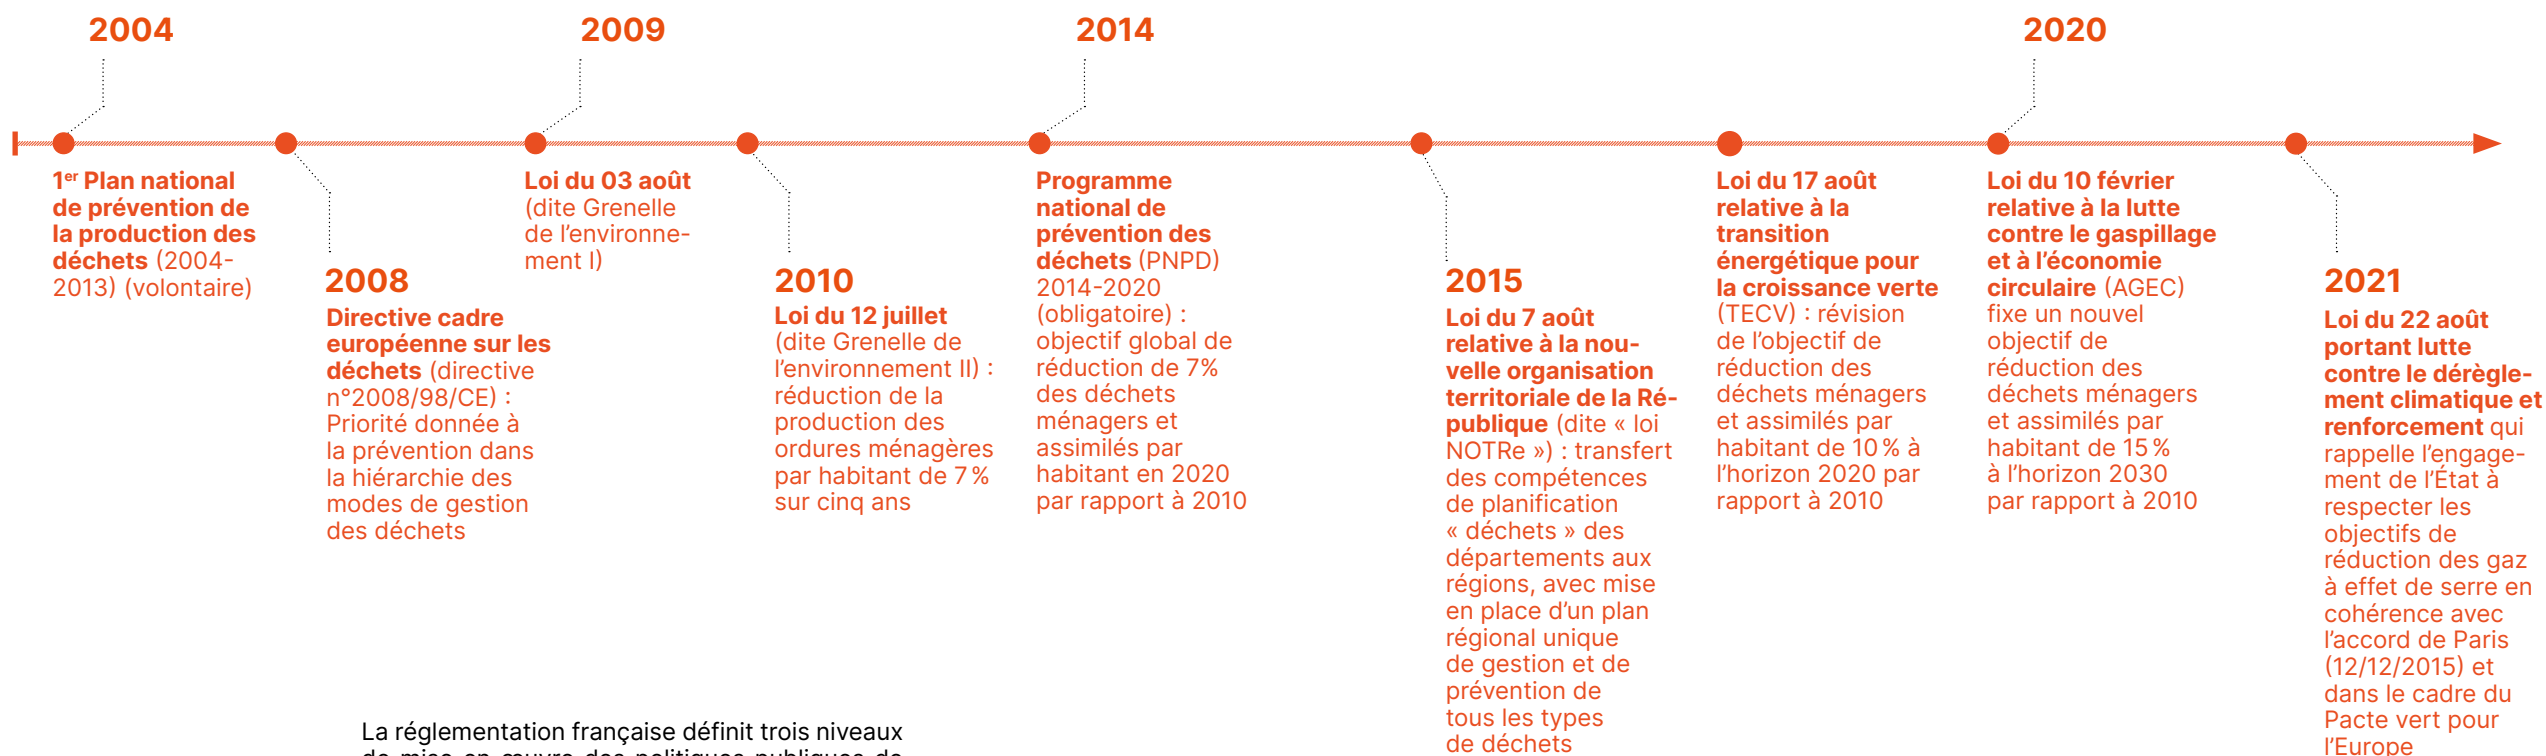 2004
1er Plan national
de prévention de
la production des
déchets (2004-
2013) (volontaire)
2008
Directive cadre
européenne sur les
déchets (directive
n°2008/98/CE) :
Priorité donnée à
la prévention dans
la hiérarchie des
modes de gestion
des déchets
2009
Loi du 03 août
(dite Grenelle
de l’environne-
ment I)
2010
Loi du 12 juillet
(dite Grenelle de
l’environnement II) :
réduction de la
production des
ordures ménagères
par habitant de 7 %
sur cinq ans
2014
Programme
national de
prévention des
déchets (PNPD)
2014-2020
(obligatoire) :
objectif global de
réduction de 7%
des déchets
ménagers et
assimilés par
habitant en 2020
par rapport à 2010
2015
Loi du 7 août
relative à la nou-
velle organisation
territoriale de la Ré-
publique (dite « loi
NOTRe ») : transfert
des compétences
de planification
« déchets » des
départements aux
régions, avec mise
en place d’un plan
régional unique
de gestion et de
prévention de
tous les types
de déchets
Loi du 17 août
relative à la
transition
énergétique pour
la croissance verte
(TECV) : révision
de l’objectif de
réduction des
déchets ménagers
et assimilés par
habitant de 10 % à
l’horizon 2020 par
rapport à 2010
2020
Loi du 10 février
relative à la lutte
contre le gaspillage
et à l’économie
circulaire (AGEC)
fixe un nouvel
objectif de
réduction des
déchets ménagers
et assimilés par
habitant de 15 %
à l’horizon 2030
par rapport à 2010
2021
Loi du 22 août
portant lutte
contre le dérègle-
ment climatique et
renforcement qui
rappelle l’engage-
ment de l’État à
respecter les
objectifs de
réduction des gaz
à effet de serre en
cohérence avec
l’accord de Paris
(12/12/2015) et
dans le cadre du
Pacte vert pour
l’Europe
La réglementation française définit trois niveaux
de mise en œuvre des politiques publiques de